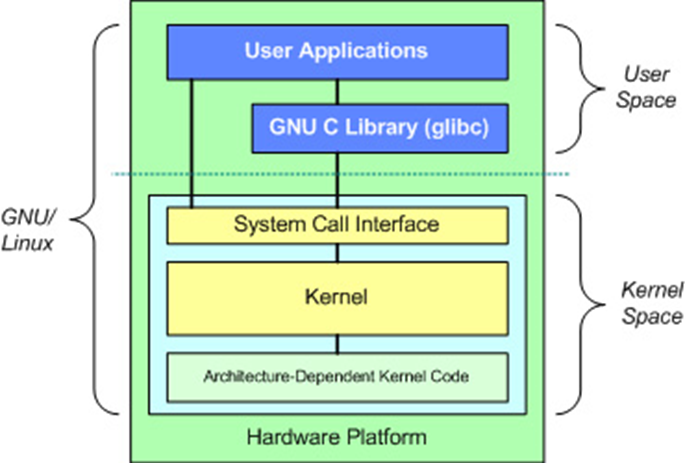 User Applications
User
Space
GNU C Library (glibc)
GNU/
Linux
System Call Interface
Kernel
Kernel
Space
Architecture-Dependent Kernel Code
Hardware Platform